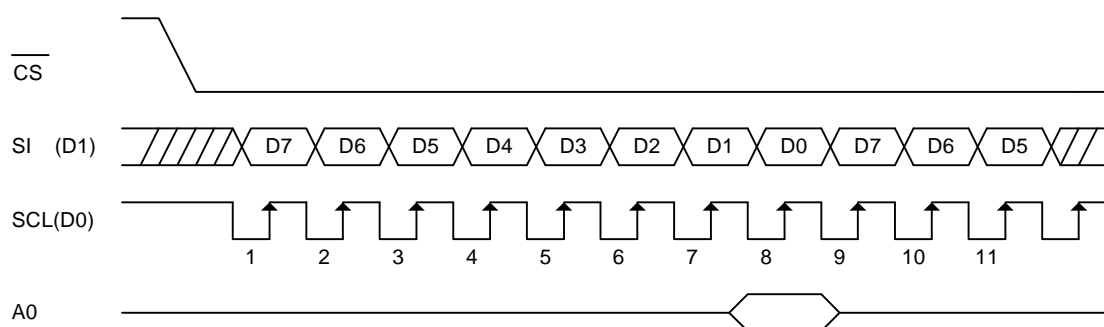 CS
SI (D1) D7 D6 D5 D4 D3 D2 D1 D0 D7 D6 D5
SCL(D0)
1 2 3 4 5 6 7 8 9 10 11
A0